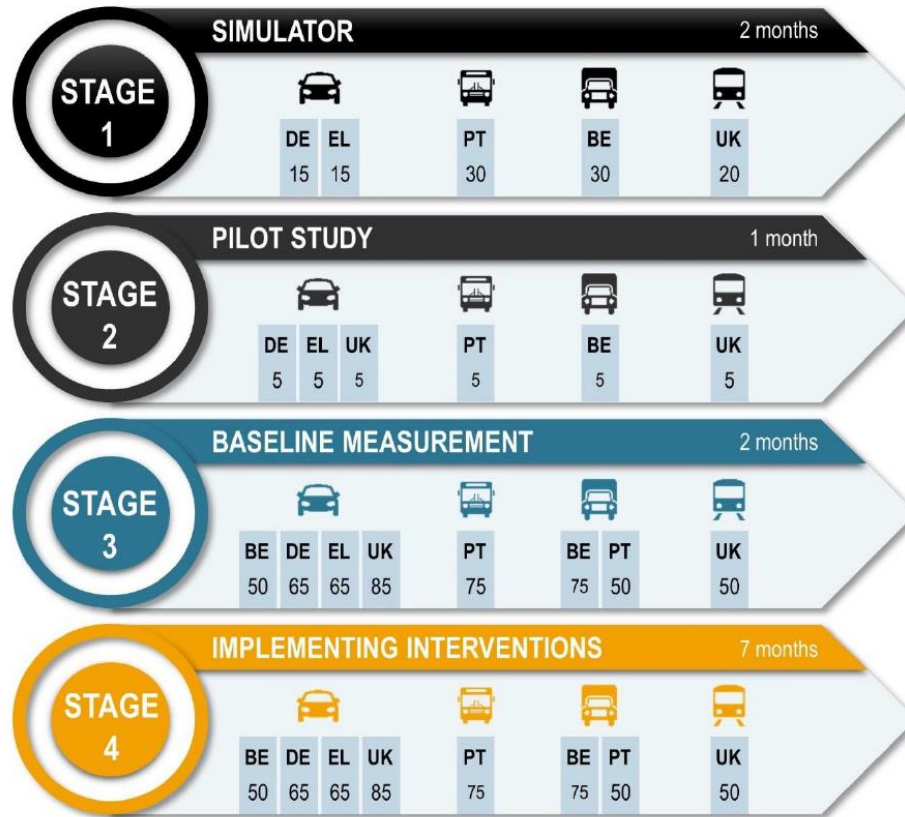 SIMULATOR 2 months
STAGE
1
DE EL PT BE UK
15 15 30 30 20
PILOT STUDY 1 month
STAGE
2
DE EL UK PT BE UK
5 5 5 5 5 5
BASELINE MEASUREMENT 2 months
STAGE
3
BE DE EL UK PT BE PT UK
50 65 65 85 75 75 50 50
IMPLEMENTING INTERVENTIONS 7 months
STAGE
4
BE DE EL UK PT BE PT UK
50 65 65 85 75 75 50 50